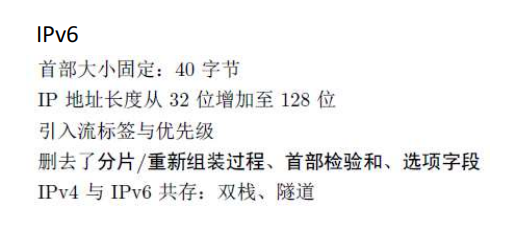 IPv6
首部大小固定：40 字节
IP 地址长度从 32 位增加至 128 位
引入流标签与优先级
删去了分片/重新组装过程、首部检验和、选项字段
IPv4 与 IPv6 共存：双栈、隧道